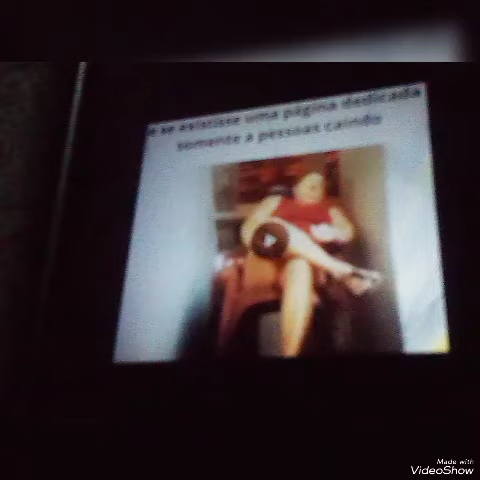 e se existisse uma página dedicada
somente a pessoas caindo
Made with
VideoShow